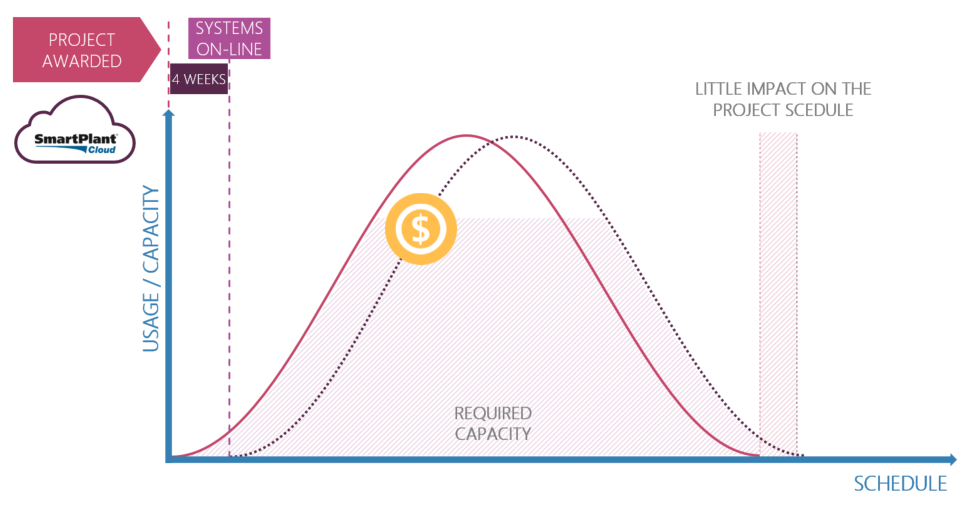 PROJECT
AWARDED
SYSTEMS
ON-LINE
4 WEEKS
SmartPlant
Cloud
LITTLE IMPACT ON THE
PROJECT SCEDULE
USAGE / CAPACITY
$
REQUIRED
CAPACITY
SCHEDULE